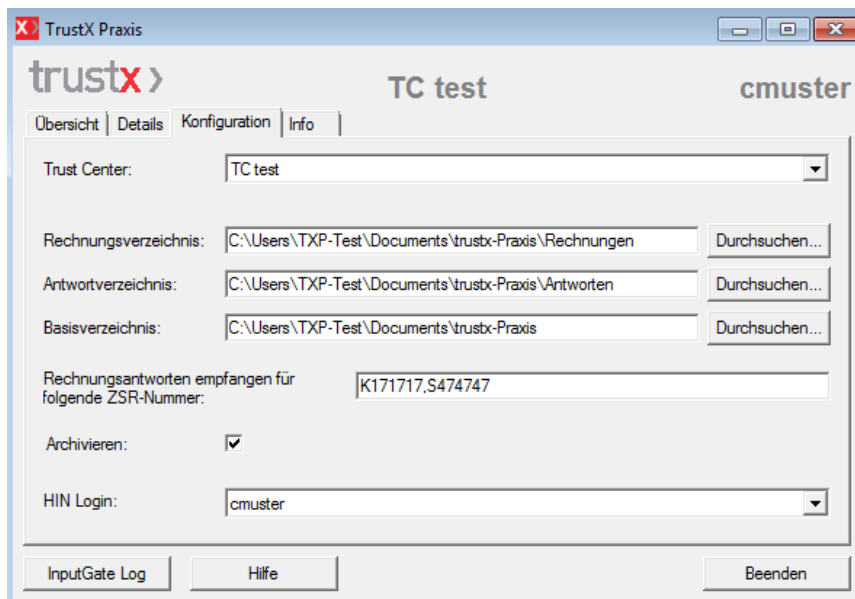 TrustX Praxis
trustx
TC test
cmuster
Übersicht
Details
Konfiguration
Info
Trust Center:
TC test
Rechnungsverzeichnis:
C:\Users\TXP-Test\Documents\trustx-Praxis\Rechnungen
Durchsuchen...
Antwortverzeichnis:
C:\Users\TXP-Test\Documents\trustx-Praxis\Antworten
Durchsuchen...
Basisverzeichnis:
C:\Users\TXP-Test\Documents\trustx-Praxis
Durchsuchen...
Rechnungsantworten empfangen für
folgende ZSR-Nummer:
K171717,S474747
Archivieren:
HIN Login:
cmuster
InputGate Log
Hilfe
Beenden